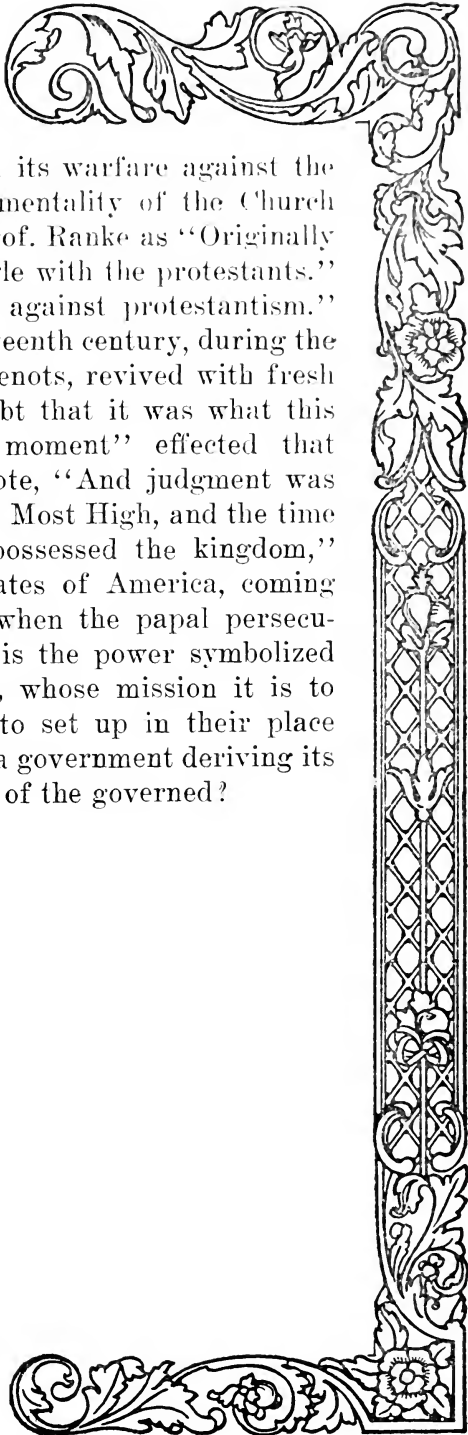 its warfare against the
mentality of the Church
of. Ranke as "Originally
le with the protestants."
against protestantism."
eenth century, during the
enots, revived with fresh
bt that it was what this
moment" effected that
ote, "And judgment was
Most High, and the time
possessed the kingdom,"
ates of America, coming
when the papal persecu-
is the power symbolized
, whose mission it is to
to set up in their place
a government deriving its
of the governed?